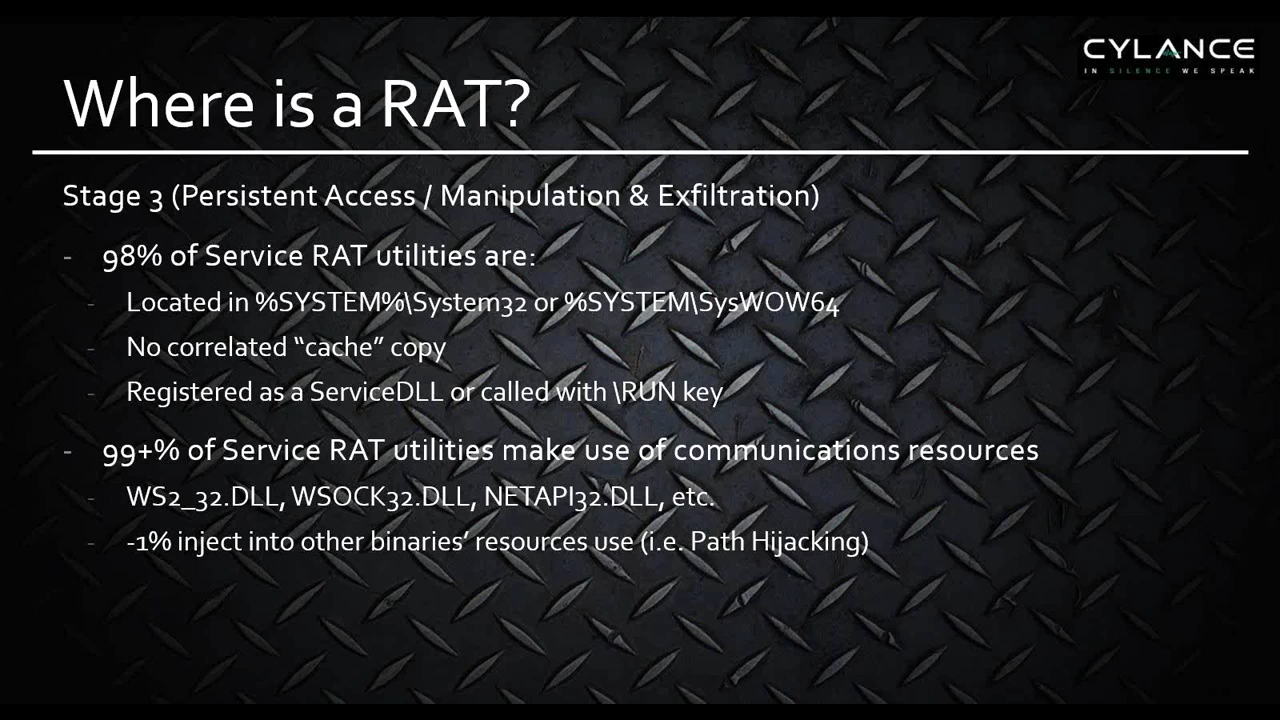 CYLANCE
IN SILENCE WE SPEAK
Where is a RAT?
Stage 3 (Persistent Access / Manipulation & Exfiltration)
- 98% of Service RAT utilities are:
- Located in %SYSTEM%\System32 or %SYSTEM\SysWOW64
- No correlated “cache” copy
- Registered as a ServiceDLL or called with \RUN key
- 99+% of Service RAT utilities make use of communications resources
- WS2_32.DLL, WSOCK32.DLL, NETAPI32.DLL, etc.
- -1% inject into other binaries’ resources use (i.e. Path Hijacking)